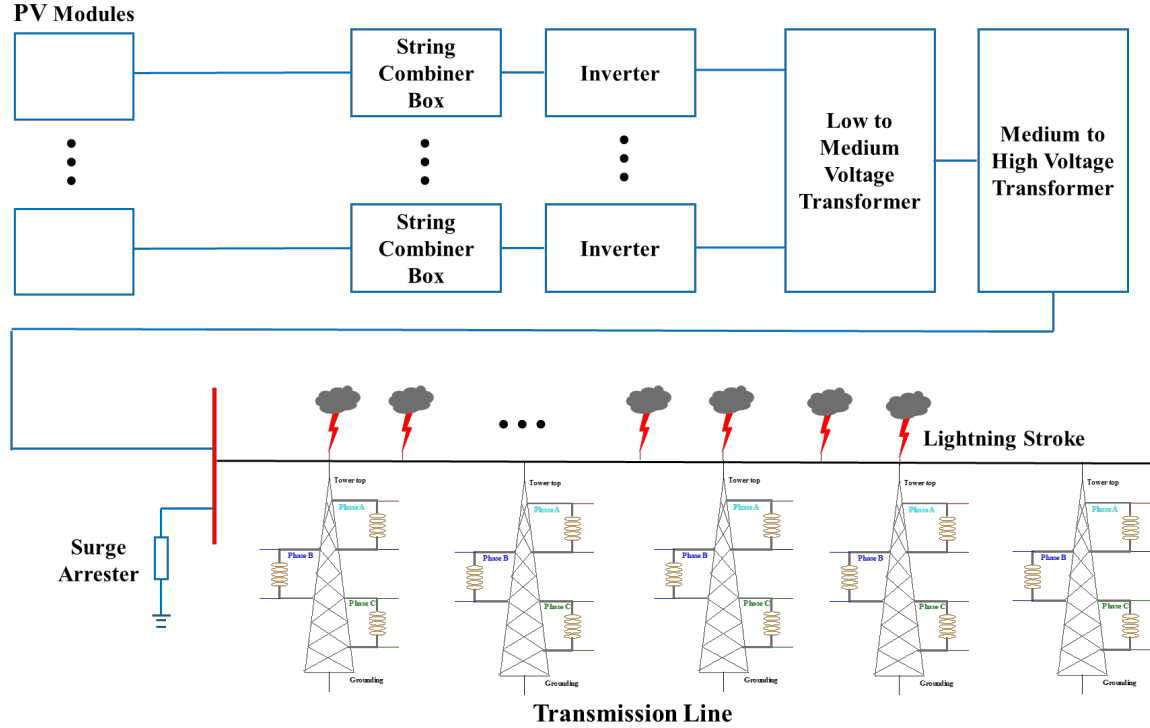 PV Modules
String
Combiner
Box
Inverter
Low to
Medium
Voltage
Transformer
Medium to
High Voltage
Transformer
String
Combiner
Box
Inverter
Lightning Stroke
Surge
Arrester
Tower top
Phase A
Phase B
Phase C
Grounding
Tower top
Phase A
Phase B
Phase C
Grounding
Tower top
Phase A
Phase B
Phase C
Grounding
Tower top
Phase A
Phase B
Phase C
Grounding
Tower top
Phase A
Phase B
Phase C
Grounding
Transmission Line